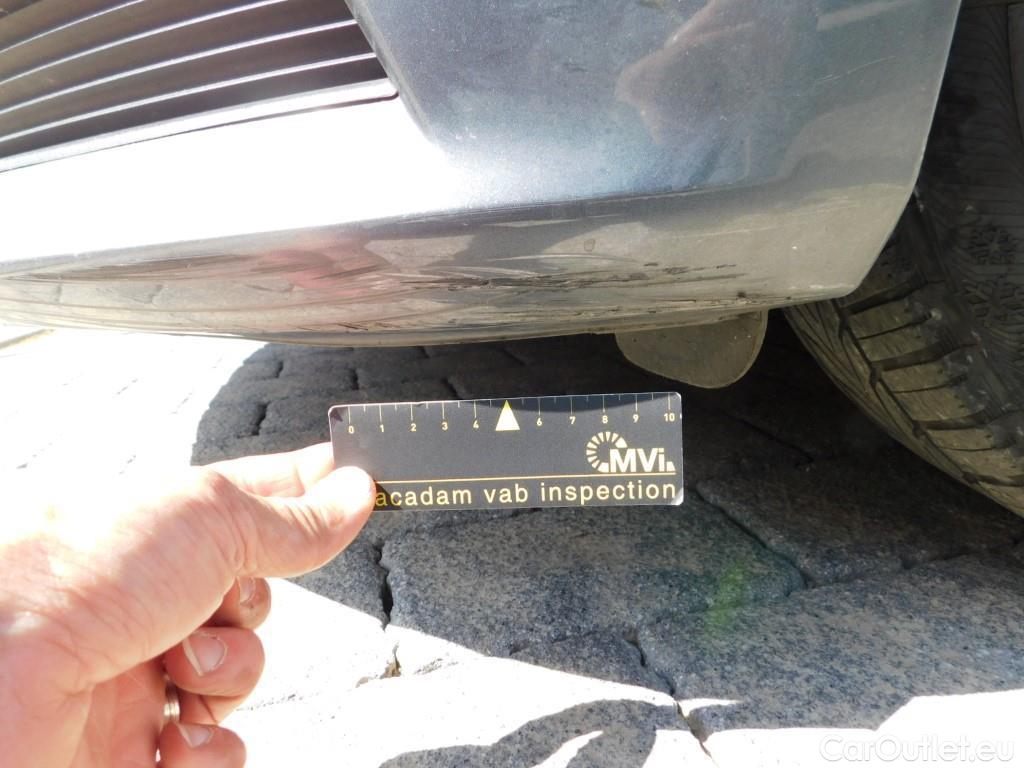 0 1 2 3 4 6 7 8 9 10
MVi
acadam vab inspection
CarOutlet.eu